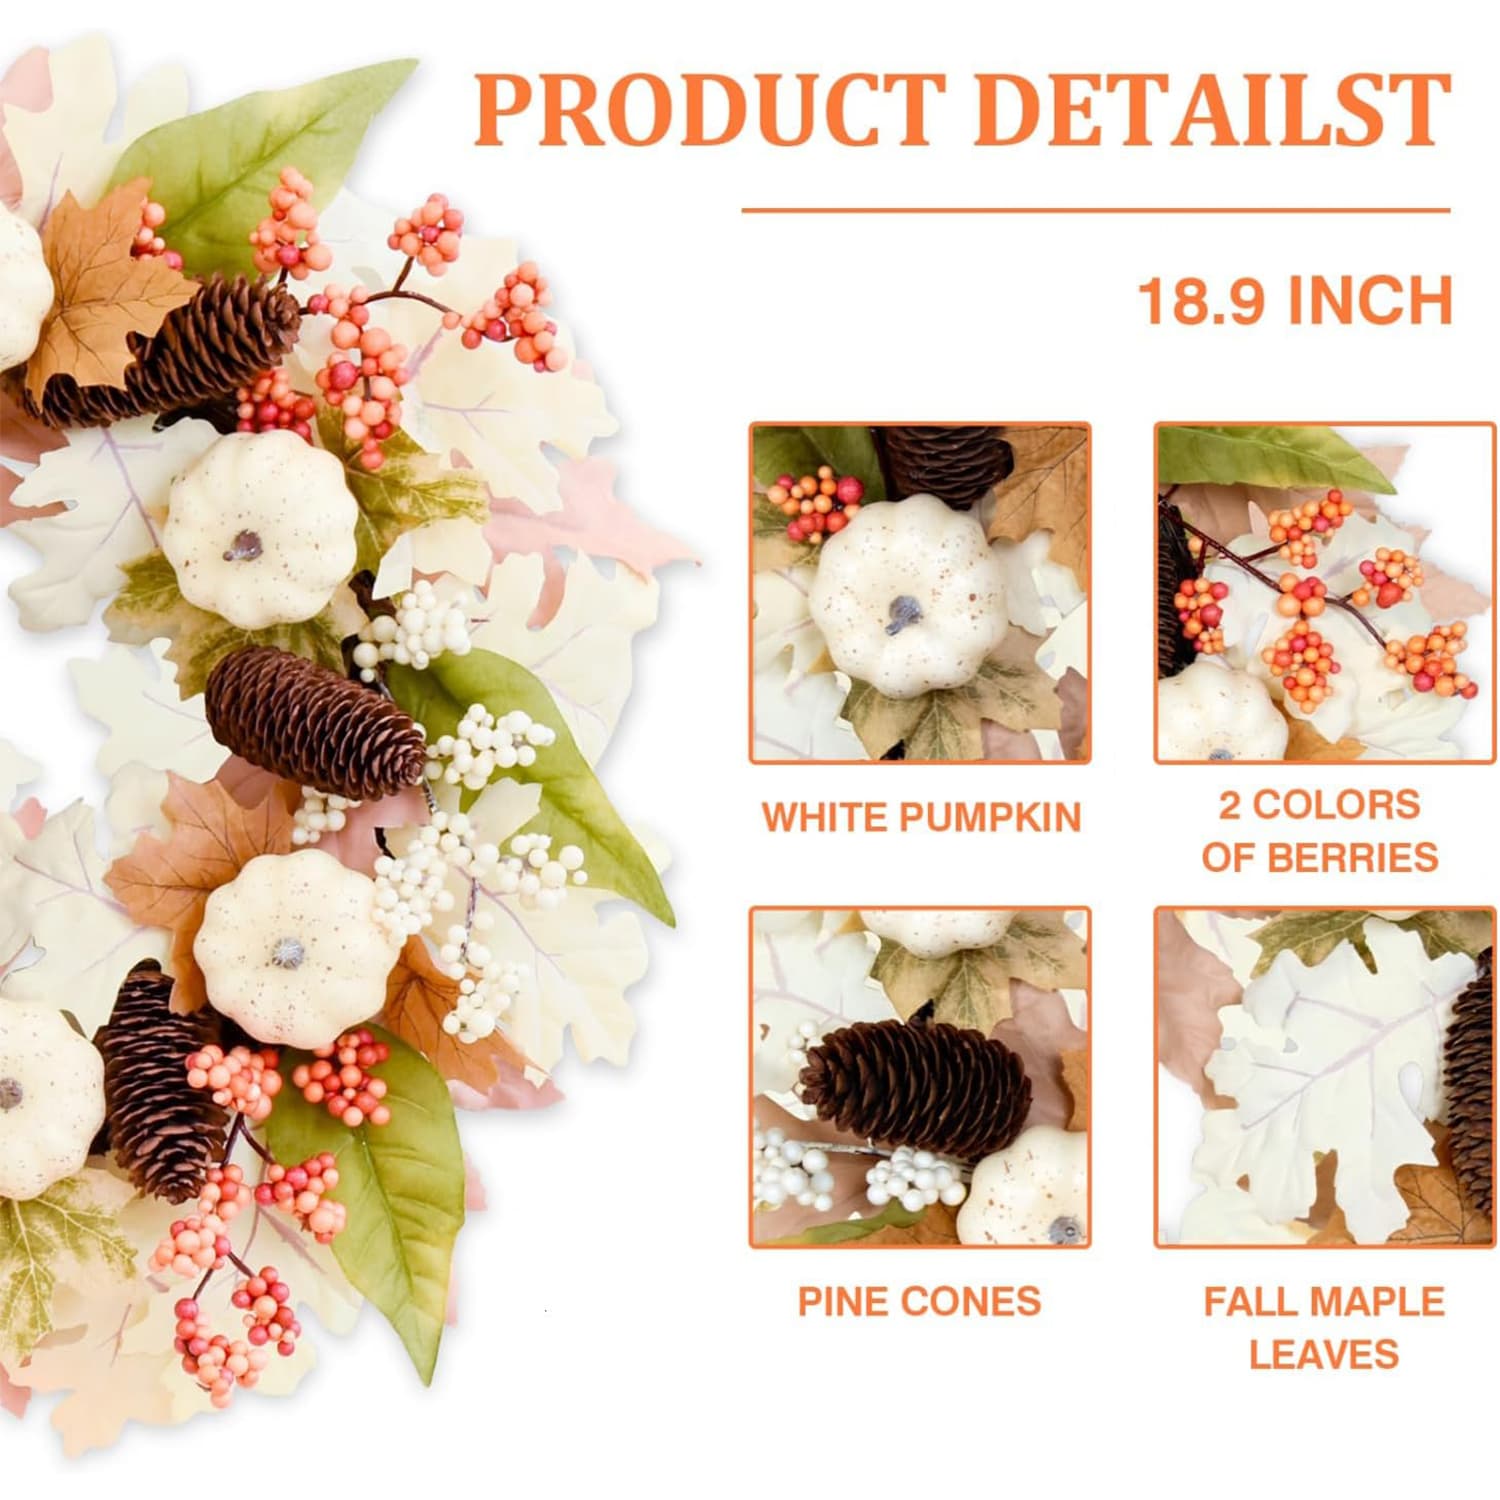 PRODUCT DETAILST
18.9 INCH
WHITE PUMPKIN
2 COLORS
OF BERRIES
PINE CONES
FALL MAPLE
LEAVES